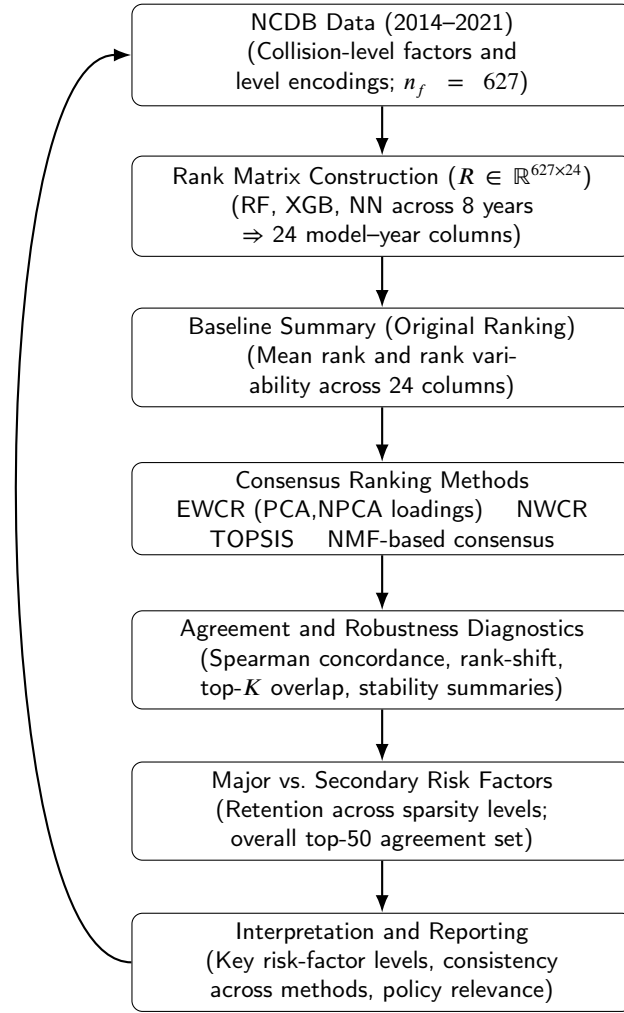 NCDB Data (2014–2021)
(Collision-level factors and
level encodings; n_f = 627)
Rank Matrix Construction (R ∈ ℝ^{627×24})
(RF, XGB, NN across 8 years
⇒ 24 model–year columns)
Baseline Summary (Original Ranking)
(Mean rank and rank vari-
ability across 24 columns)
Consensus Ranking Methods
EWCR (PCA,NPCA loadings) NWCR
TOPSIS NMF-based consensus
Agreement and Robustness Diagnostics
(Spearman concordance, rank-shift,
top-K overlap, stability summaries)
Major vs. Secondary Risk Factors
(Retention across sparsity levels;
overall top-50 agreement set)
Interpretation and Reporting
(Key risk-factor levels, consistency
across methods, policy relevance)